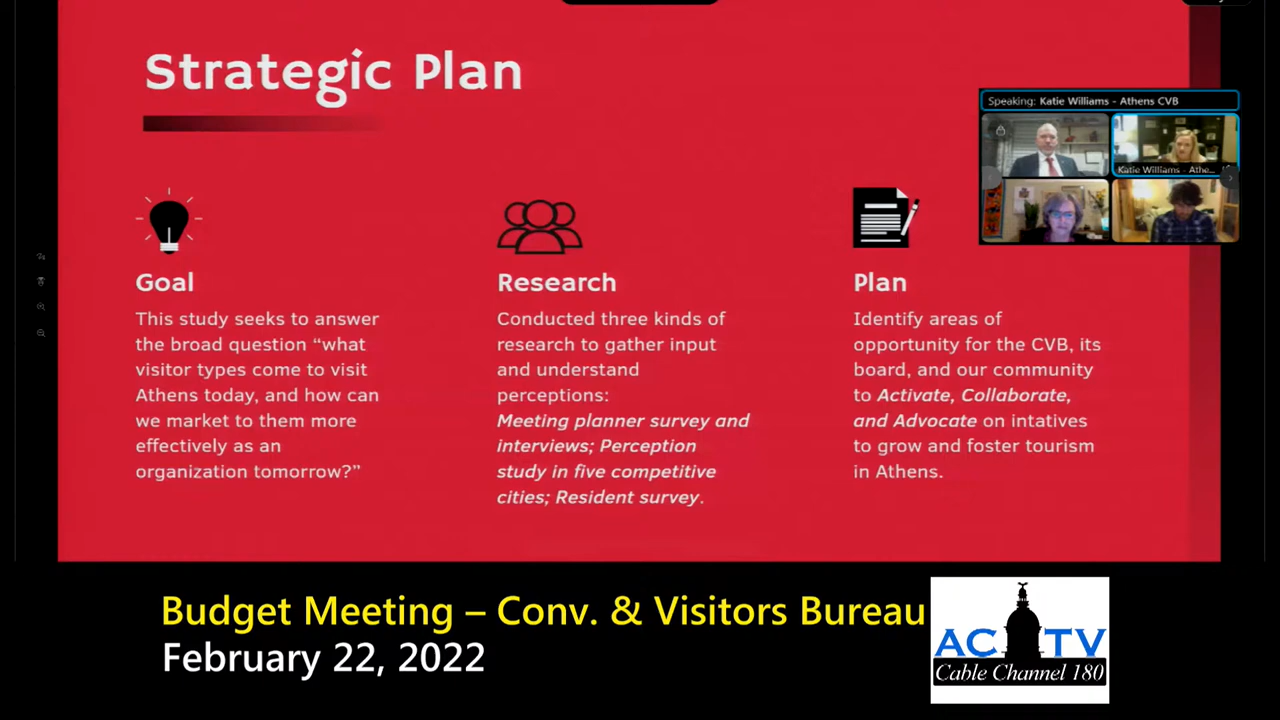 Strategic Plan
Speaking: Katie Williams - Athens CVB
Katie Williams - Athe...
Goal
This study seeks to answer
the broad question “what
visitor types come to visit
Athens today, and how can
we market to them more
effectively as an
organization tomorrow?”
Research
Conducted three kinds of
research to gather input
and understand
perceptions:
Meeting planner survey and
interviews; Perception
study in five competitive
cities; Resident survey.
Plan
Identify areas of
opportunity for the CVB, its
board, and our community
to Activate, Collaborate,
and Advocate on intatives
to grow and foster tourism
in Athens.
Budget Meeting – Conv. & Visitors Bureau
February 22, 2022
ACTV
Cable Channel 180